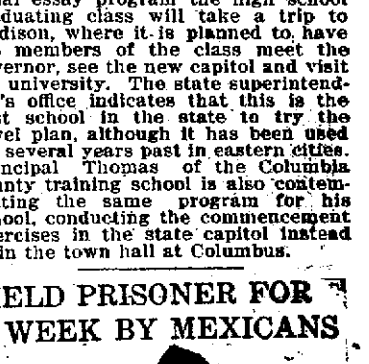 al essay program the high school
duating class will take a trip to
dison, where it is planned to have
members of the class meet the
vernor, see the new capitol and visit
university. The state superintend-
's office indicates that this is the
st school in the state to try the
vel plan, although it has been used
several years past in eastern cities.
ncipal Thomas of the Columbia
unty training school is also contem-
ting the same program for his
ool, conducting the commencement
ercises in the state capitol instead
in the town hall at Columbus.
ELD PRISONER FOR
WEEK BY MEXICANS